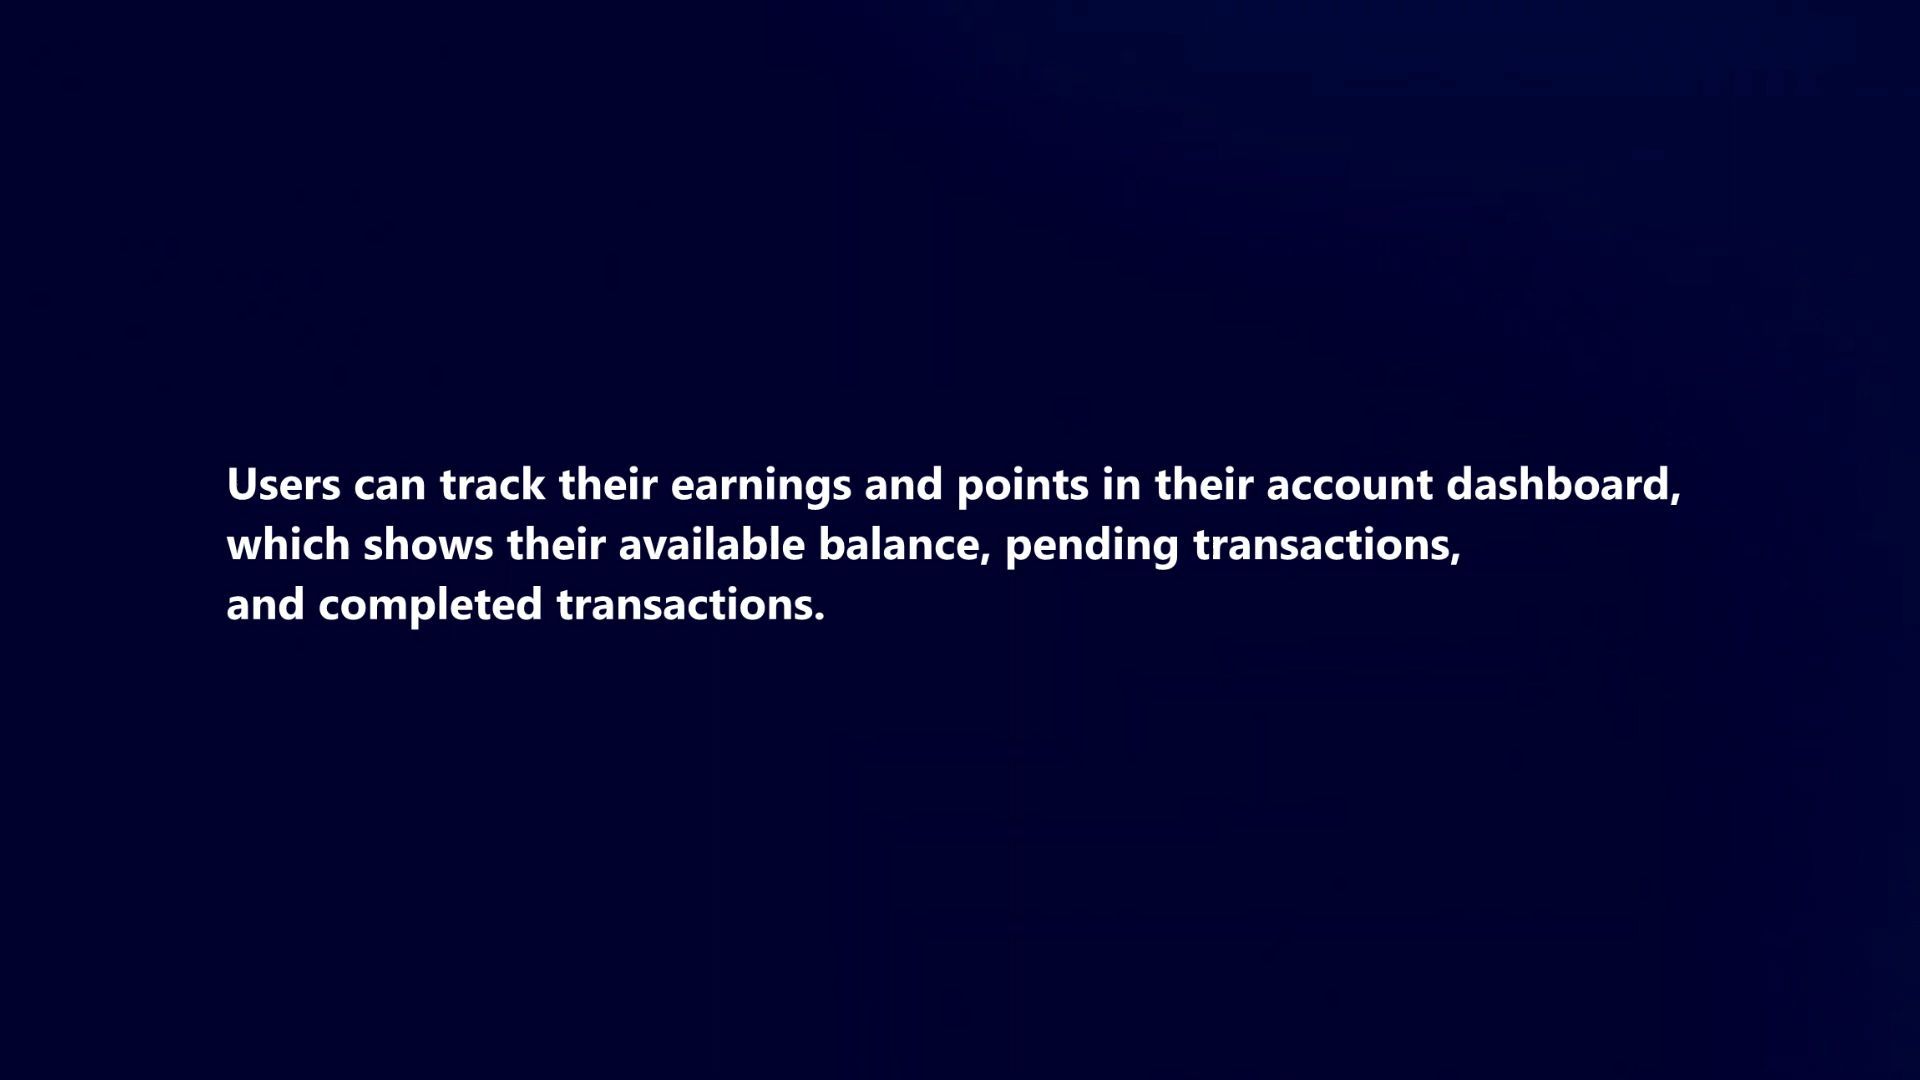 Users can track their earnings and points in their account dashboard,
which shows their available balance, pending transactions,
and completed transactions.